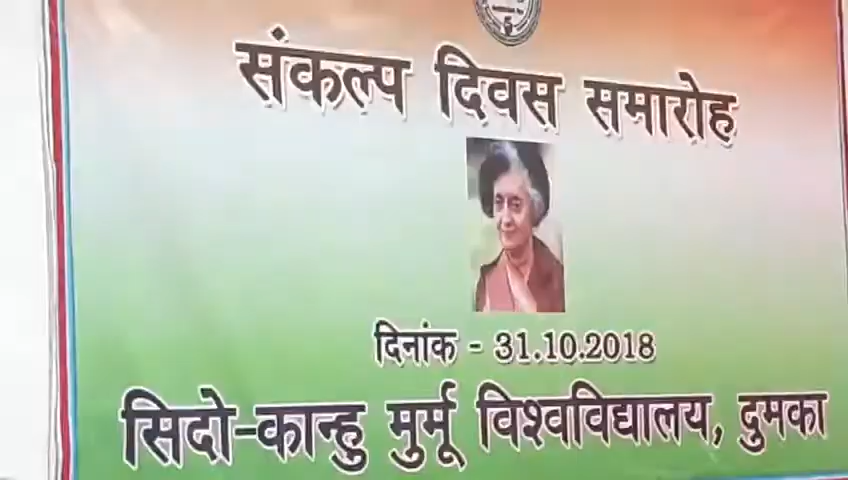 संकल्प दिवस समारोह
दिनांक - 31.10.2018
सिदो-कान्हु मुर्मू विश्वविद्यालय, दुमका